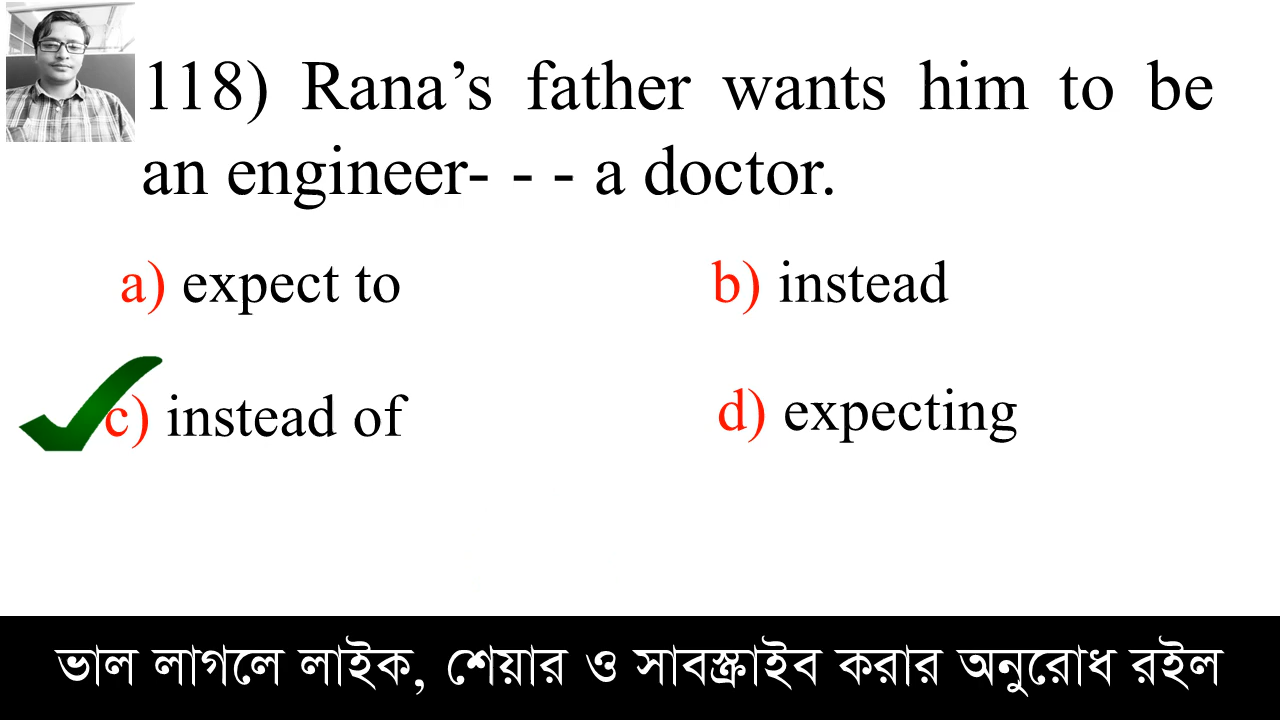 118) Rana’s father wants him to be
an engineer- - - a doctor.
a) expect to
b) instead
c) instead of
d) expecting
ভাল লাগলে লাইক, শেয়ার ও সাবস্ক্রাইব করার অনুরোধ রইল